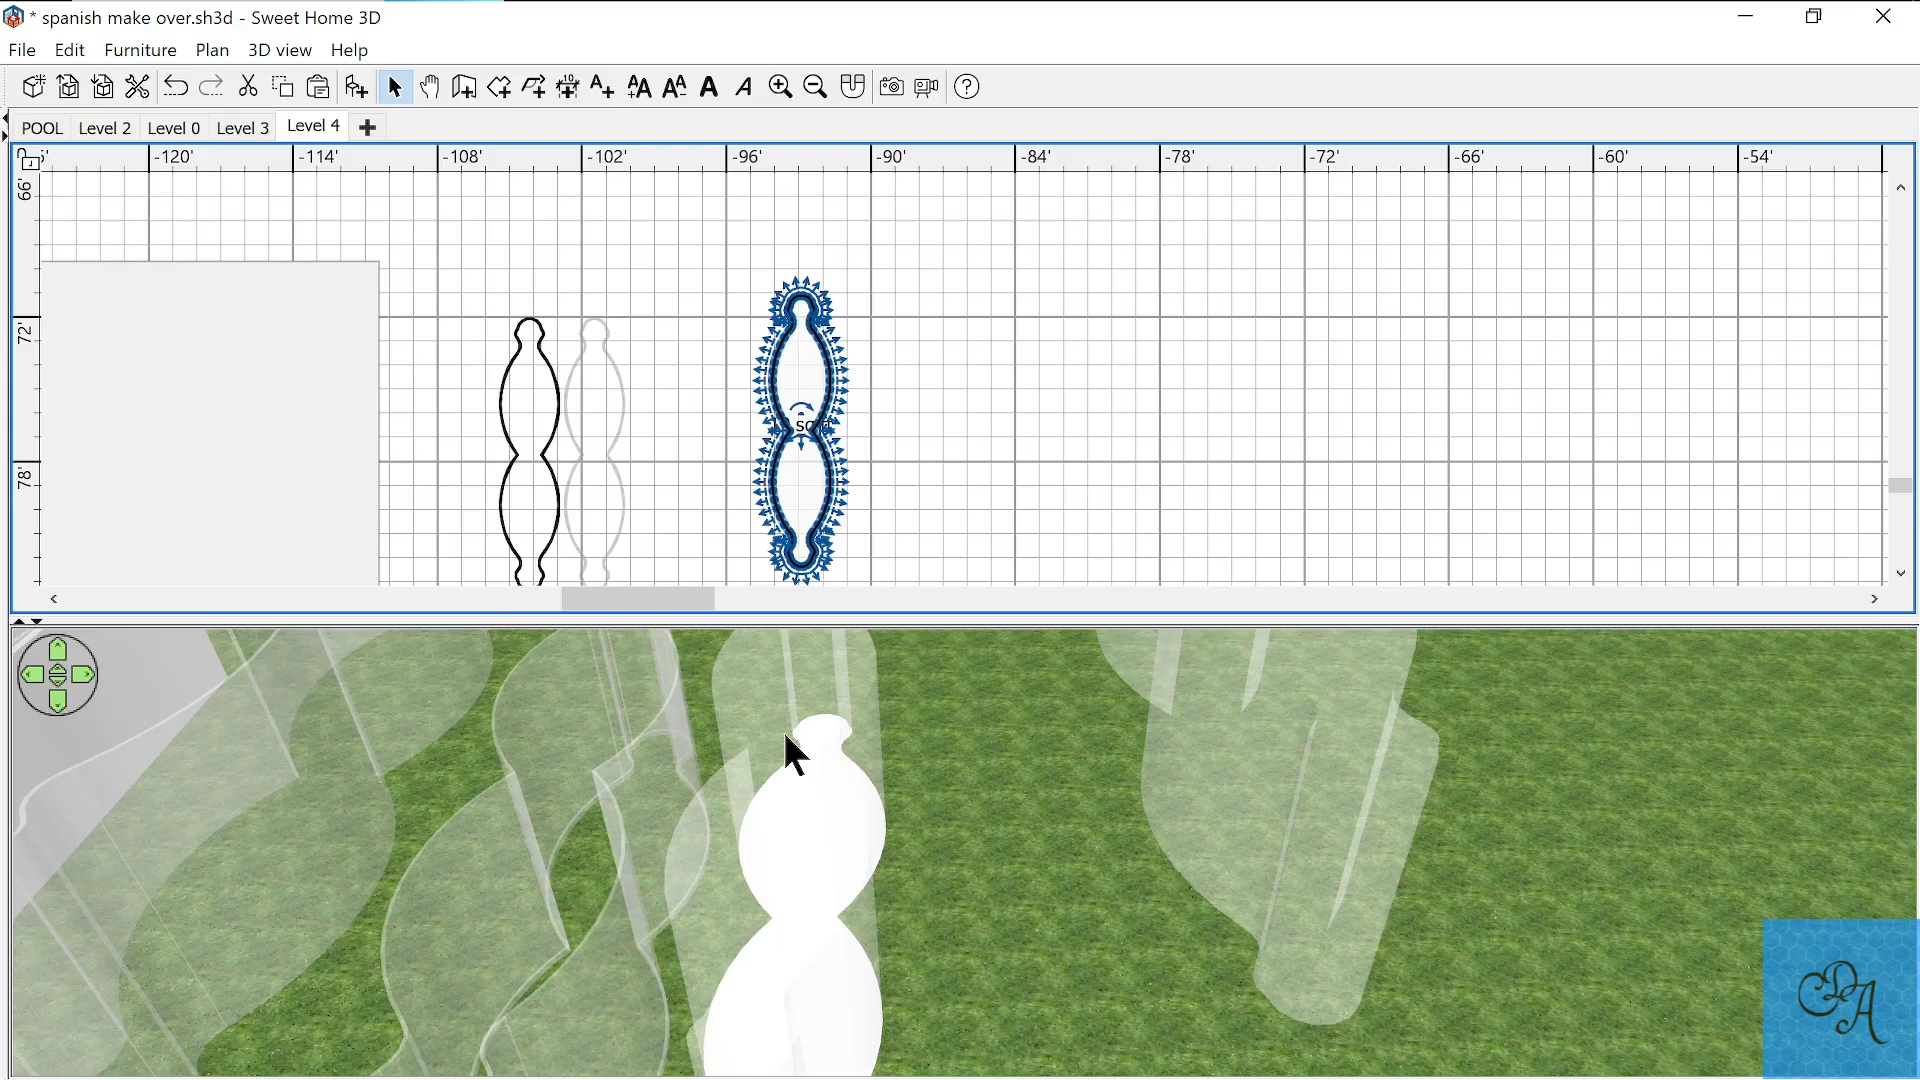 * spanish make over.sh3d - Sweet Home 3D
File Edit Furniture Plan 3D view Help
POOL Level 2 Level 0 Level 3 Level 4
-120' -114' -108' -102' -96' -90' -84' -78' -72' -66' -60' -54'
66'
72'
78'
DA